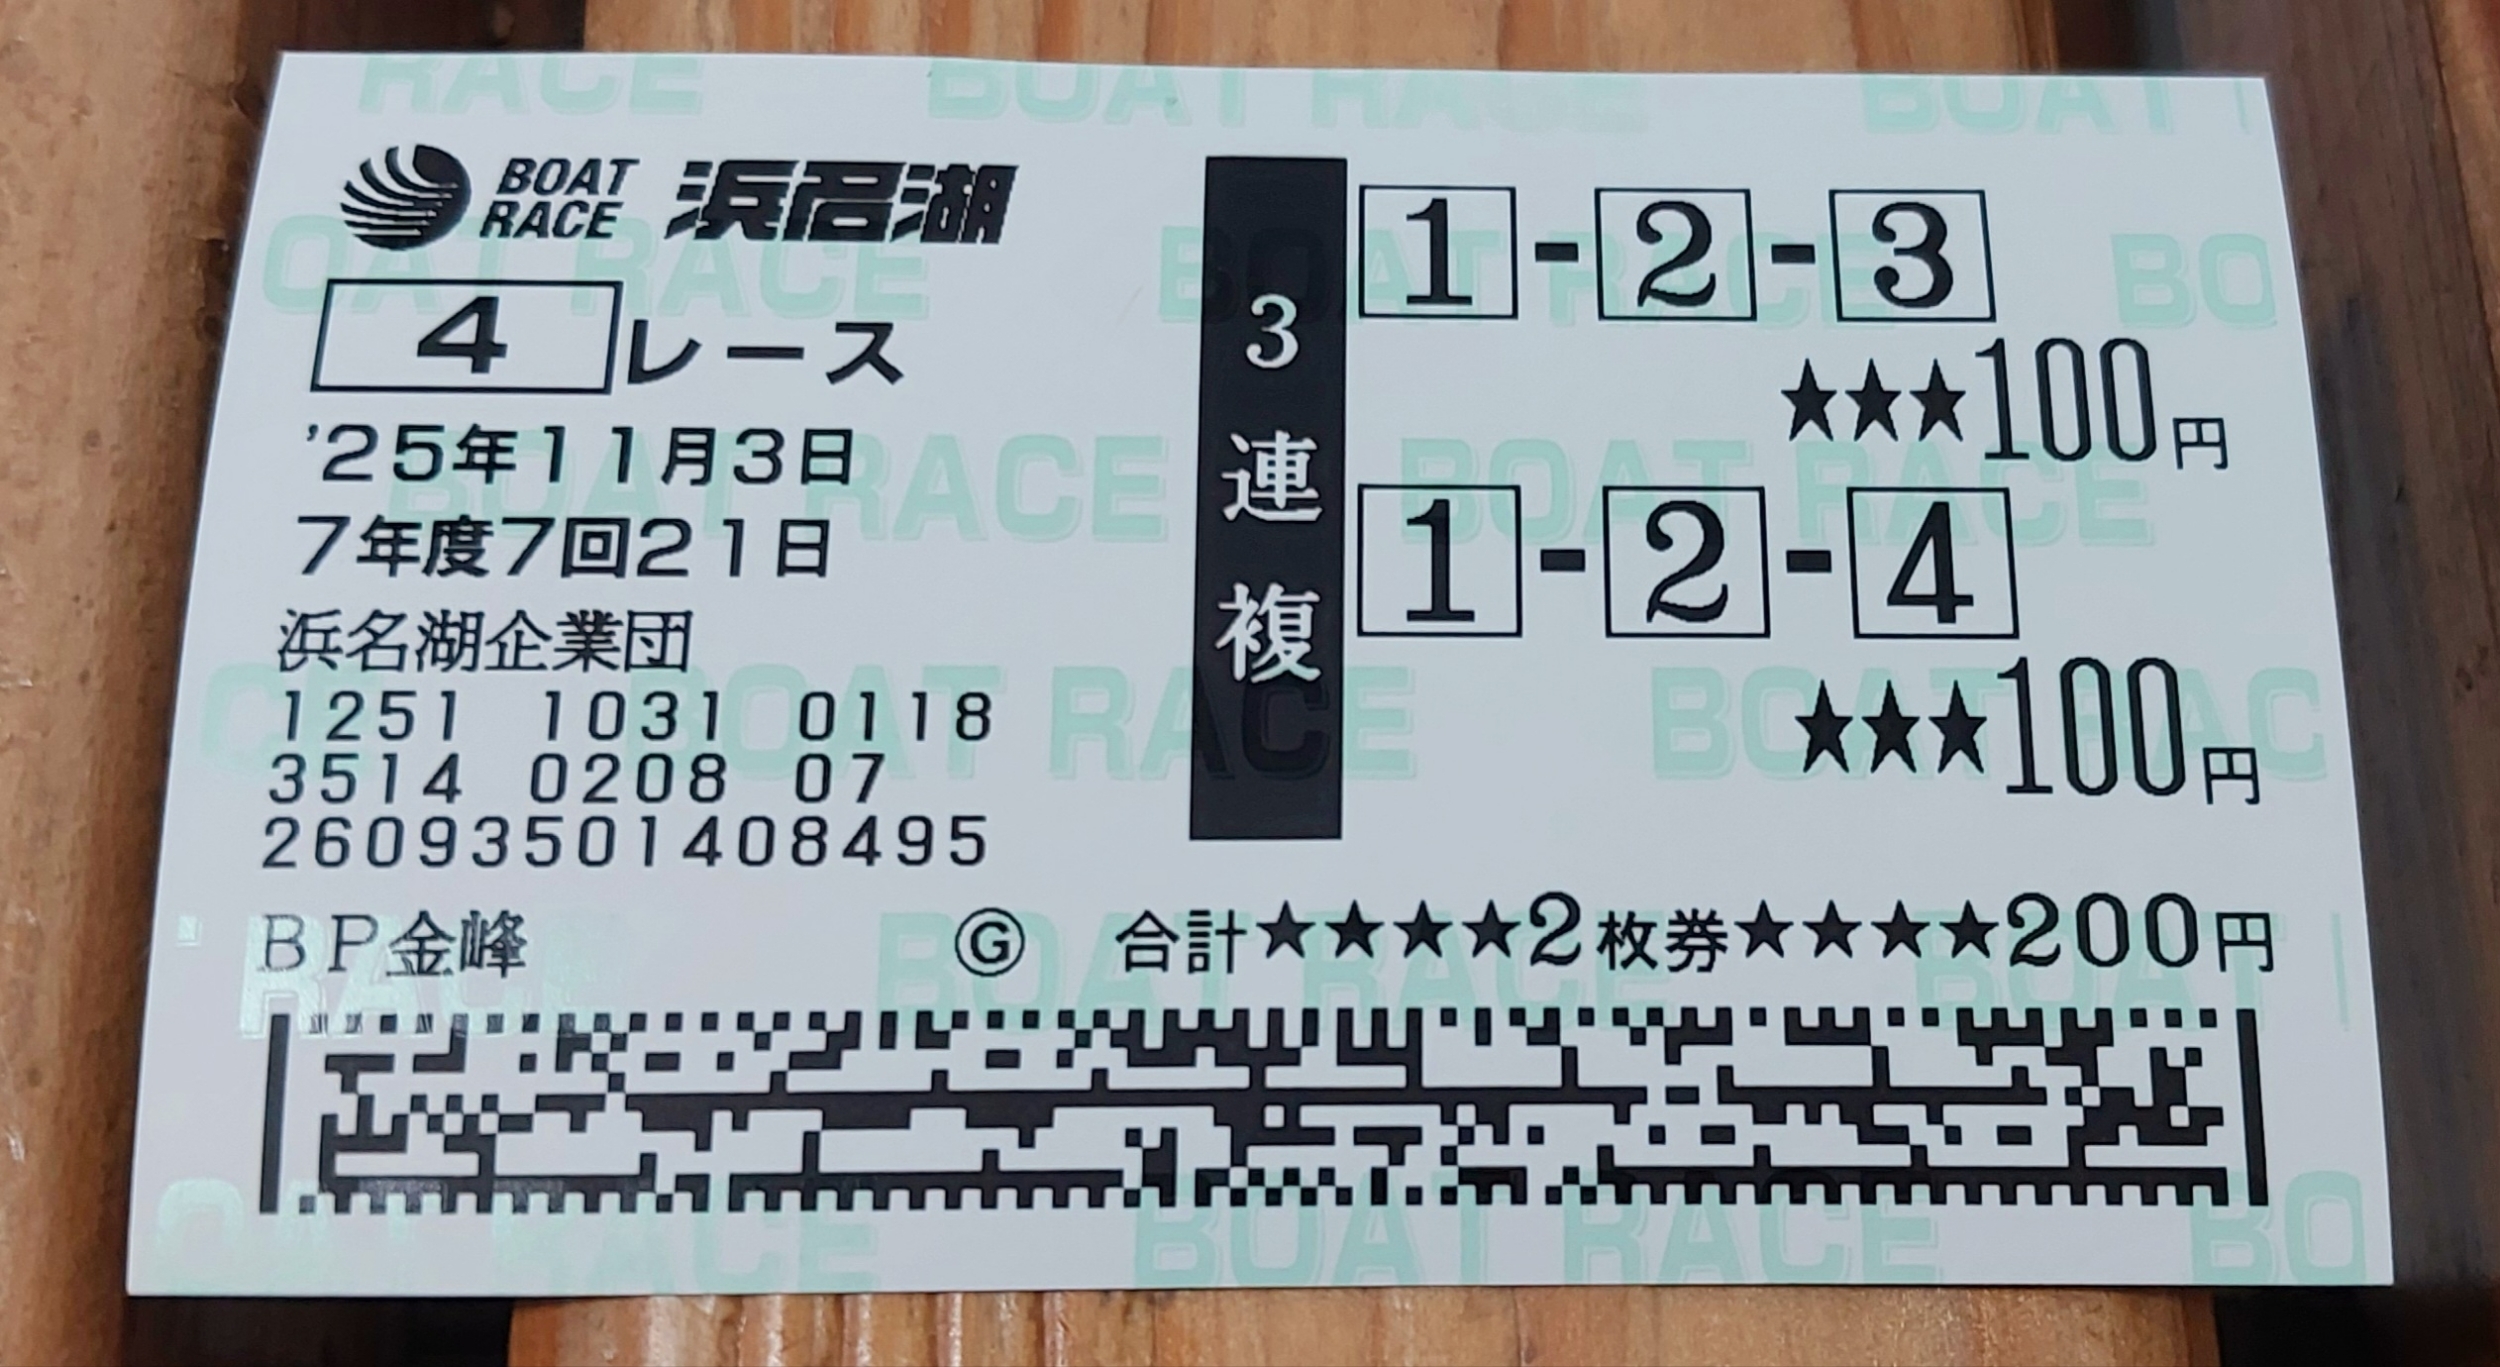 BOAT RACE 浜名湖
4レース
'25年11月3日
7年度7回21日
浜名湖企業団
1251 1031 0118
3514 0208 07
26093501408495
BP金峰
3連複
1-2-3
★★★100円
1-2-4
★★★100円
Ⓖ 合計★★★★2枚券★★★★200円